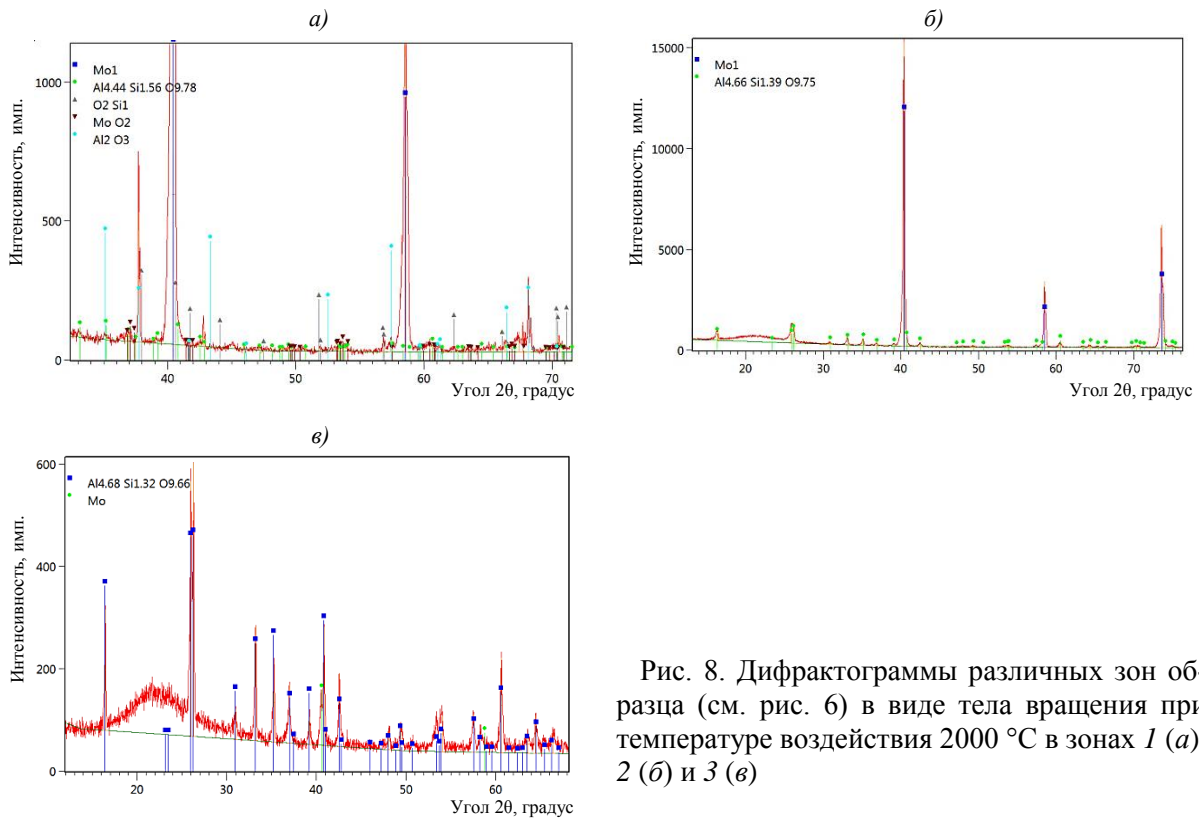 а)
Mo1
Al4.44 Si1.56 O9.78
O2 Si1
Mo O2
Al2 O3
1000
500
0
40
50
60
70
Интенсивность, имп.
Угол 2θ, градус
б)
Mo1
Al4.66 Si1.39 O9.75
15000
10000
5000
0
20
30
40
50
60
70
Интенсивность, имп.
Угол 2θ, градус
в)
Al4.68 Si1.32 O9.66
Mo
600
400
200
0
20
30
40
50
60
Интенсивность, имп.
Угол 2θ, градус
Рис. 8. Дифрактограммы различных зон об-
разца (см. рис. 6) в виде тела вращения при
температуре воздействия 2000 °C в зонах 1 (а)
2 (б) и 3 (в)